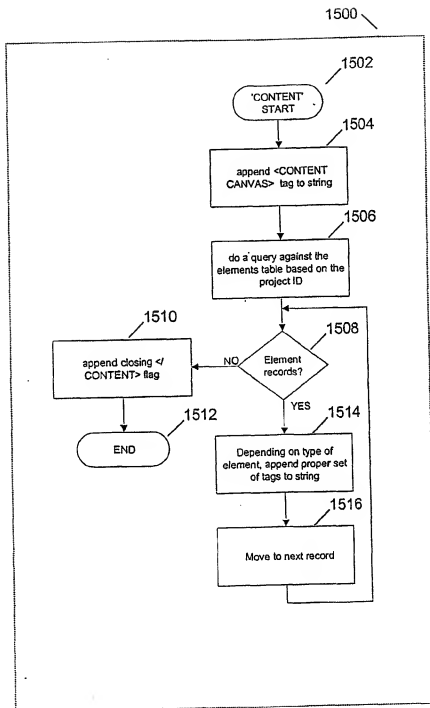 1500
1502
'CONTENT'
START
1504
append <CONTENT
CANVAS> tag to string
1506
do a query against the
elements table based on the
project ID
1510
1508
append closing </
CONTENT> flag
NO
Element
records?
1512
YES
1514
END
Depending on type of
element, append proper set
of tags to string
1516
Move to next record